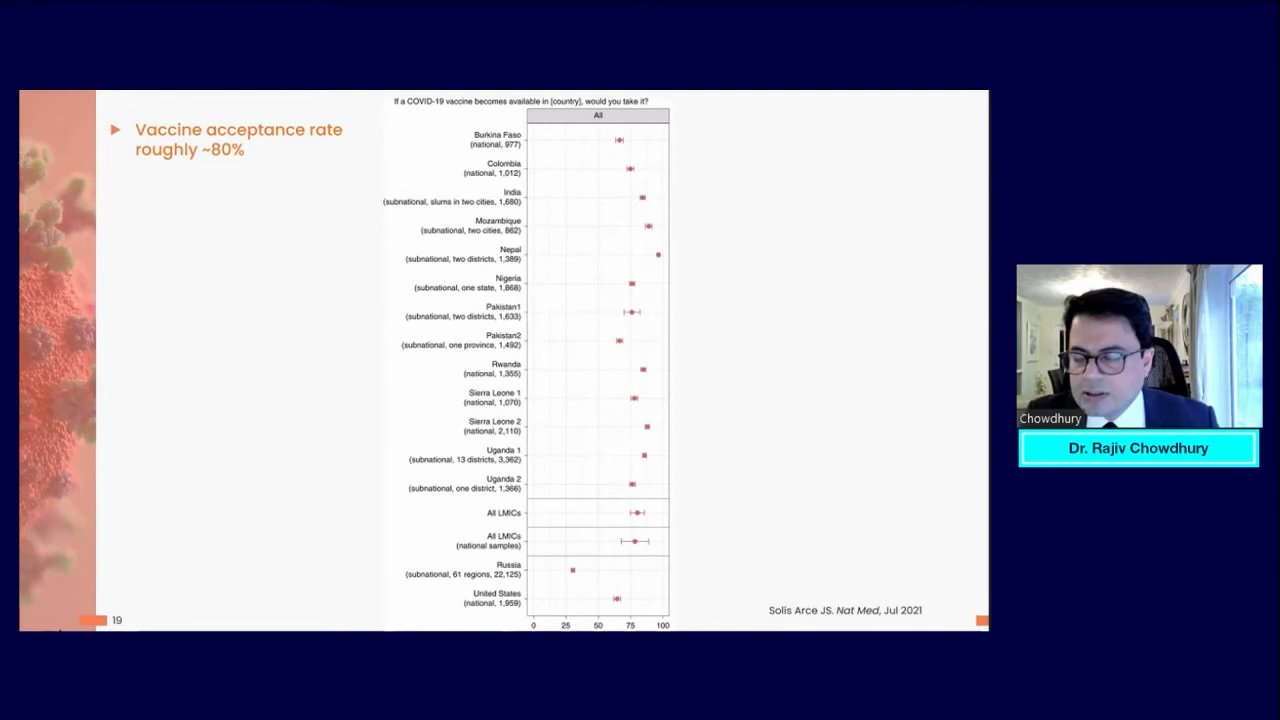 Vaccine acceptance rate
roughly ~80%
If a COVID-19 vaccine becomes available in [country], would you take it?
All
Burkina Faso
(national, 977)
Colombia
(national, 1,012)
India
(subnational, slums in two cities, 1,680)
Mozambique
(subnational, two cities, 862)
Nepal
(subnational, two districts, 1,389)
Nigeria
(subnational, one state, 1,868)
Pakistan1
(subnational, two districts, 1,633)
Pakistan2
(subnational, one province, 1,492)
Rwanda
(national, 1,355)
Sierra Leone 1
(national, 1,070)
Sierra Leone 2
(national, 2,110)
Uganda 1
(subnational, 13 districts, 3,362)
Uganda 2
(subnational, one district, 1,366)
All LMICs
All LMICs
(national samples)
Russia
(subnational, 61 regions, 22,125)
United States
(national, 1,959)
0 25 50 75 100
Solis Arce JS. Nat Med, Jul 2021
19
Chowdhury
Dr. Rajiv Chowdhury